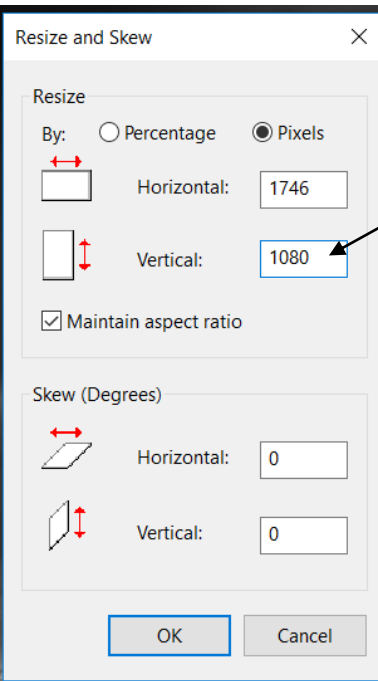 Resize and Skew
Resize
By: Percentage Pixels
Horizontal: 1746
Vertical: 1080
Maintain aspect ratio
Skew (Degrees)
Horizontal: 0
Vertical: 0
OK Cancel